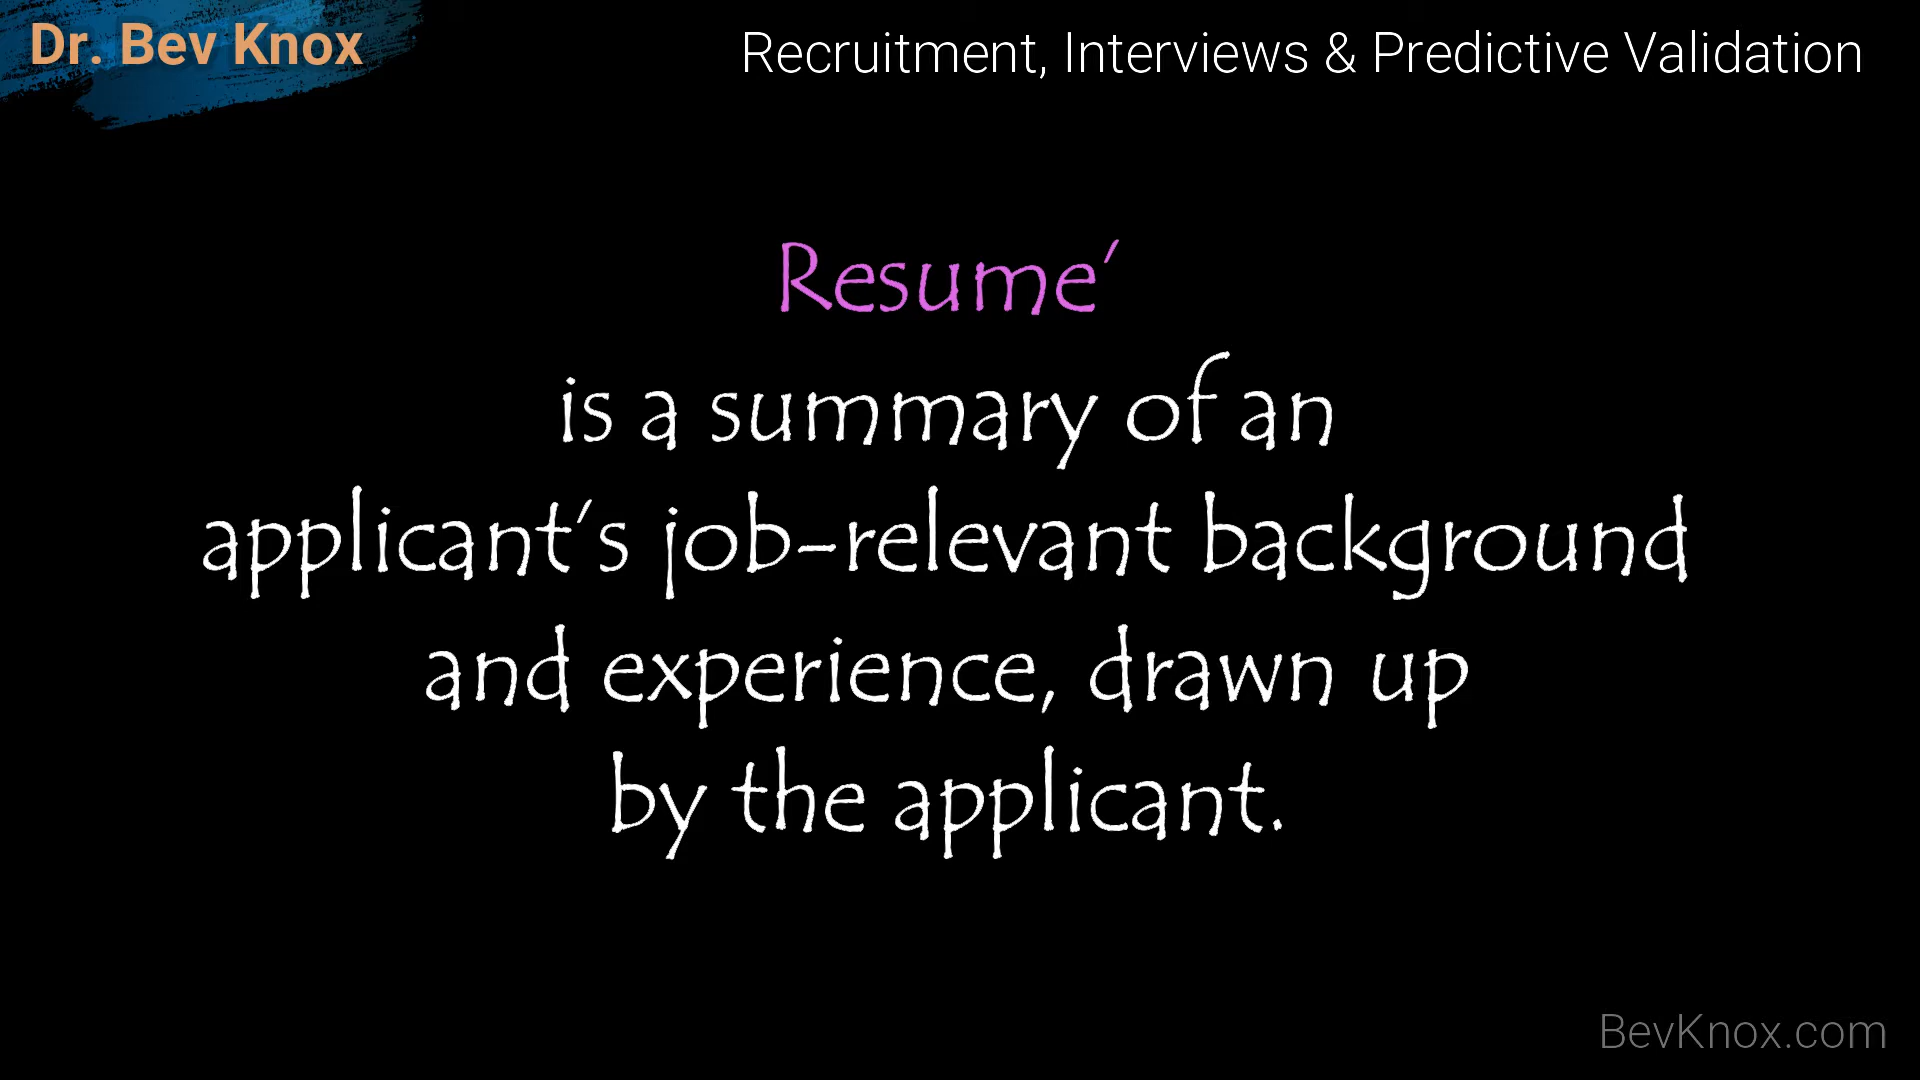 Dr. Bev Knox
Recruitment, Interviews & Predictive Validation
Resume'
is a summary of an
applicant's job-relevant background
and experience, drawn up
by the applicant.
BevKnox.com